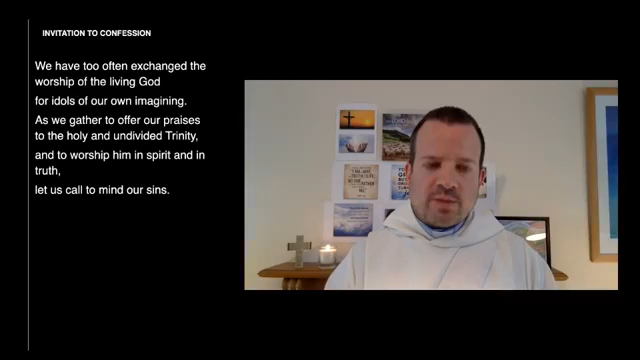 INVITATION TO CONFESSION
We have too often exchanged the
worship of the living God
for idols of our own imagining.
As we gather to offer our praises
to the holy and undivided Trinity,
and to worship him in spirit and in
truth,
let us call to mind our sins.